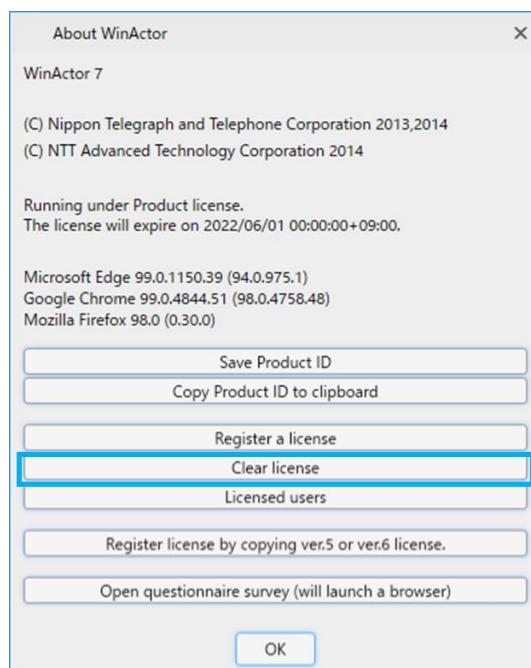 About WinActor
WinActor 7
(C) Nippon Telegraph and Telephone Corporation 2013,2014
(C) NTT Advanced Technology Corporation 2014
Running under Product license.
The license will expire on 2022/06/01 00:00:00+09:00.
Microsoft Edge 99.0.1150.39 (94.0.975.1)
Google Chrome 99.0.4844.51 (98.0.4758.48)
Mozilla Firefox 98.0 (0.30.0)
Save Product ID
Copy Product ID to clipboard
Register a license
Clear license
Licensed users
Register license by copying ver.5 or ver.6 license.
Open questionnaire survey (will launch a browser)
OK